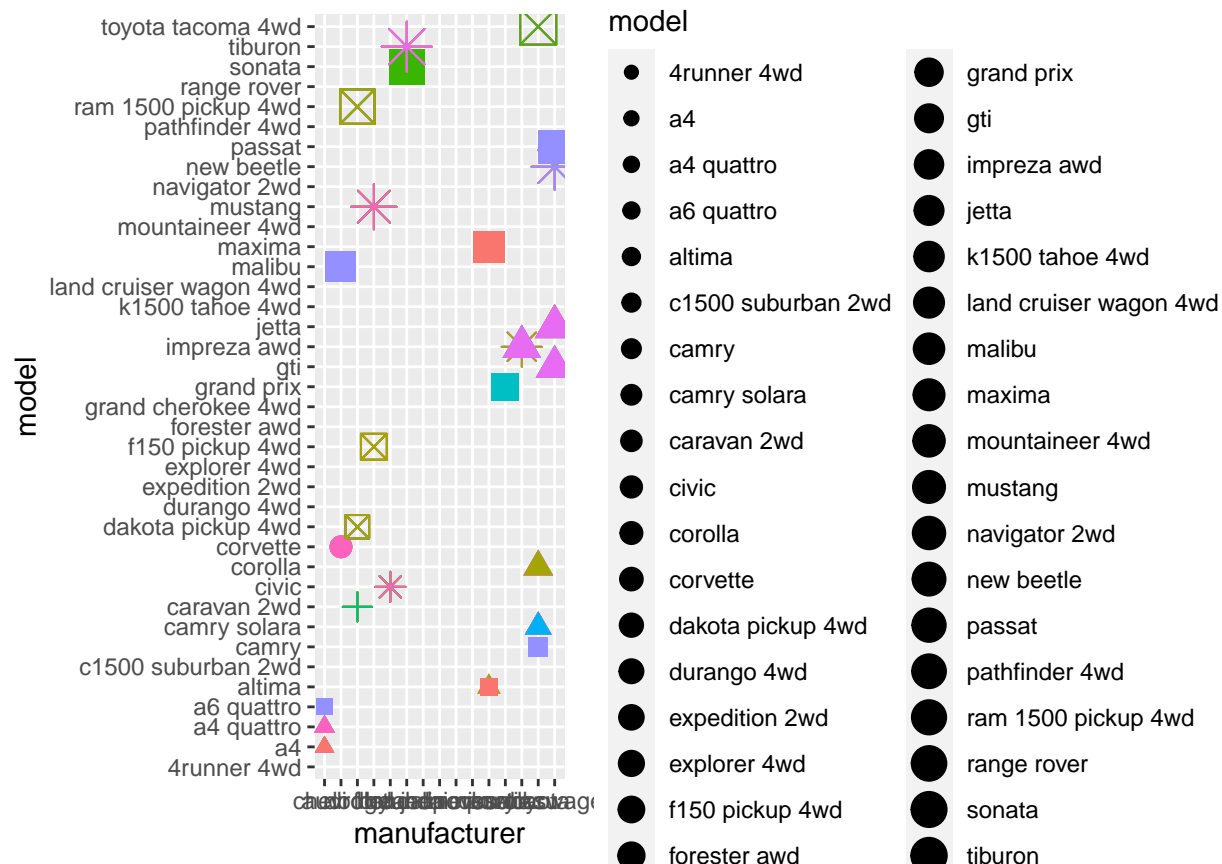 model
toyota tacoma 4wd
tiburon
sonata
range rover
ram 1500 pickup 4wd
pathfinder 4wd
passat
new beetle
navigator 2wd
mustang
mountaineer 4wd
maxima
malibu
land cruiser wagon 4wd
k1500 tahoe 4wd
jetta
impreza awd
gti
grand prix
grand cherokee 4wd
forester awd
f150 pickup 4wd
explorer 4wd
expedition 2wd
durango 4wd
dakota pickup 4wd
corvette
corolla
civic
caravan 2wd
camry solara
camry
c1500 suburban 2wd
altima
a6 quattro
a4 quattro
a4
4runner 4wd
manufacturer
model
4runner 4wd
a4
a4 quattro
a6 quattro
altima
c1500 suburban 2wd
camry
camry solara
caravan 2wd
civic
corolla
corvette
dakota pickup 4wd
durango 4wd
expedition 2wd
explorer 4wd
f150 pickup 4wd
forester awd
grand prix
gti
impreza awd
jetta
k1500 tahoe 4wd
land cruiser wagon 4wd
malibu
maxima
mountaineer 4wd
mustang
navigator 2wd
new beetle
passat
pathfinder 4wd
ram 1500 pickup 4wd
range rover
sonata
tiburon